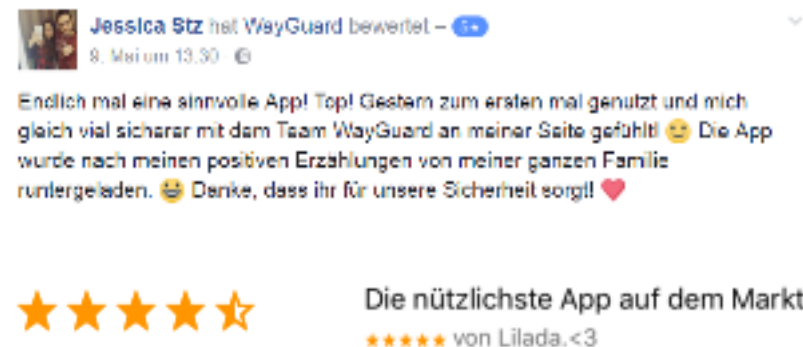 Jessica Stz hat WayGuard bewertet – 5★
9. Mai um 13:30
Endlich mal eine sinnvolle App! Top! Gestern zum ersten mal genutzt und mich
gleich viel sicherer mit dem Team WayGuard an meiner Seite gefühlt! 😉 Die App
wurde nach meinen positiven Erzählungen von meiner ganzen Familie
runtergeladen. 😃 Danke, dass ihr für unsere Sicherheit sorgt! ❤
Die nützlichste App auf dem Markt
★★★★★ von Lilada.<3